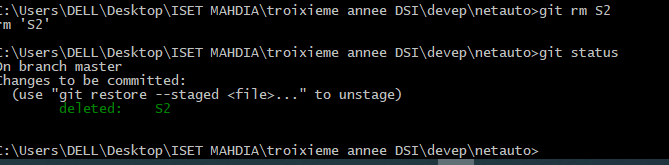 C:\Users\DELL\Desktop\ISET MAHDIA\troixieme annee DSI\devep\netauto>git rm S2
rm 'S2'
C:\Users\DELL\Desktop\ISET MAHDIA\troixieme annee DSI\devep\netauto>git status
On branch master
Changes to be committed:
(use "git restore --staged <file>..." to unstage)
deleted: S2
C:\Users\DELL\Desktop\ISET MAHDIA\troixieme annee DSI\devep\netauto>